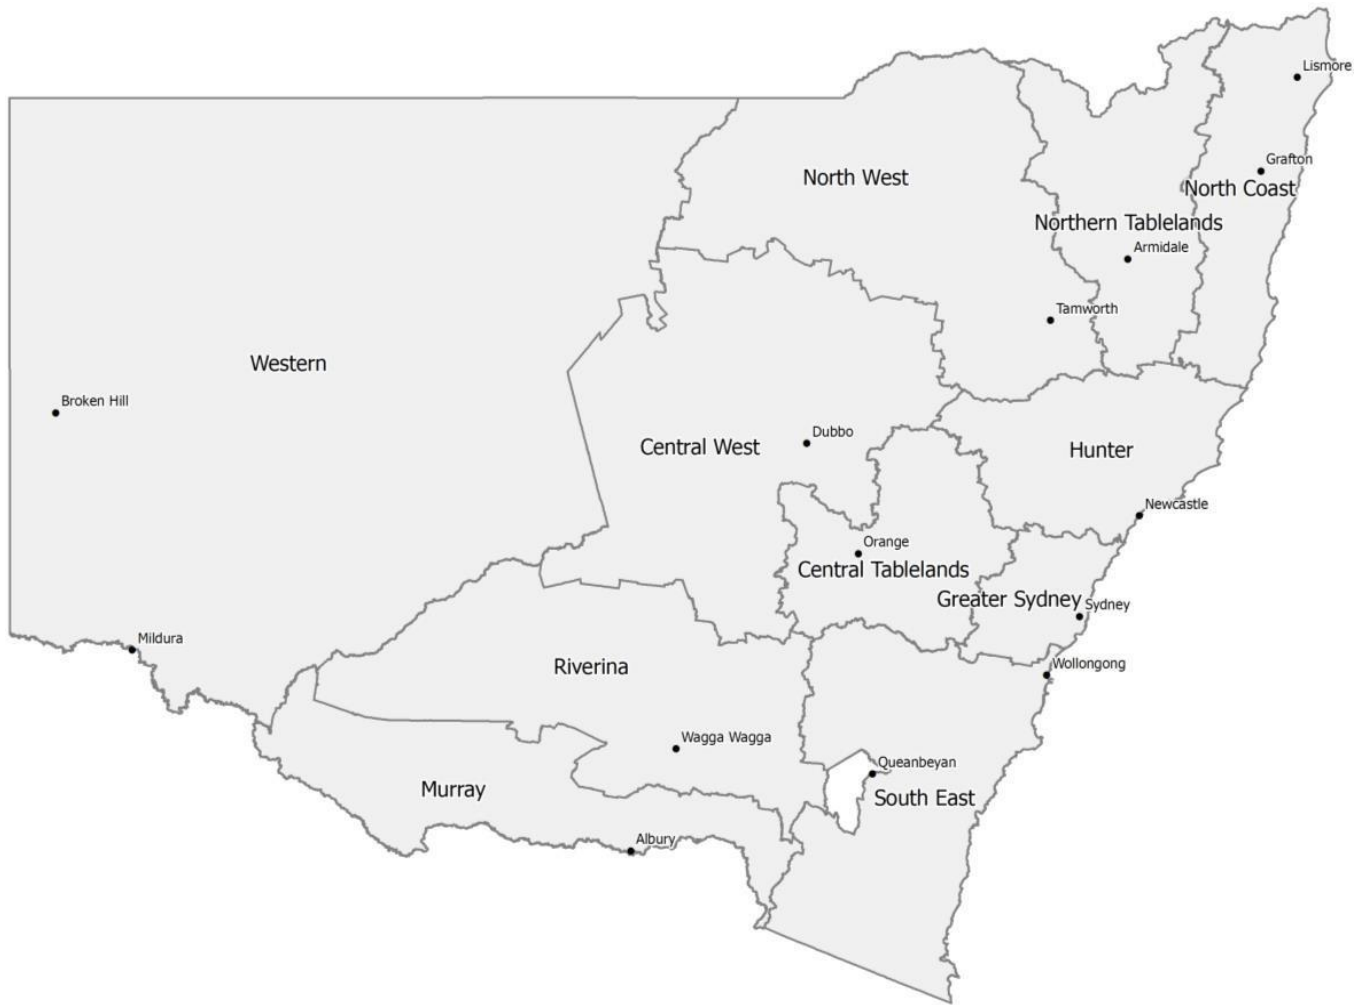 Lismore
Grafton
North West
North Coast
Northern Tablelands
Armidale
Tamworth
Western
Broken Hill
Dubbo
Central West
Hunter
Newcastle
Orange
Central Tablelands
Greater Sydney
Sydney
Mildura
Riverina
Wollongong
Wagga Wagga
Queanbeyan
Murray
South East
Albury